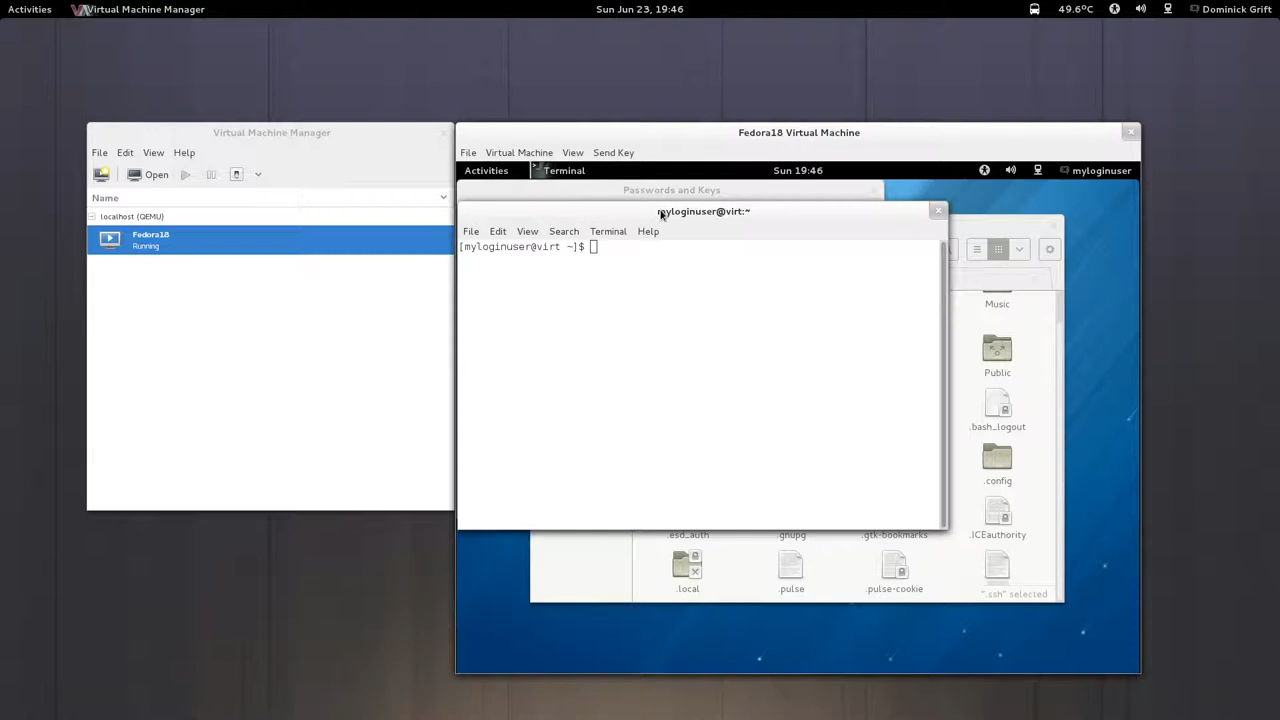 Activities
Virtual Machine Manager
Sun Jun 23, 19:46
49.6ºC
Dominick Grift
Virtual Machine Manager
File Edit View Help
Open
Name
localhost (QEMU)
Fedora18
Running
Fedora18 Virtual Machine
File Virtual Machine View Send Key
Activities
Terminal
Sun 19:46
myloginuser
Passwords and Keys
myloginuser@virt:~
File Edit View Search Terminal Help
[myloginuser@virt ~]$
Music
Public
.bash_logout
.config
.esd_auth .gnupg .gtk-bookmarks .ICEauthority
.local .pulse .pulse-cookie
".ssh" selected